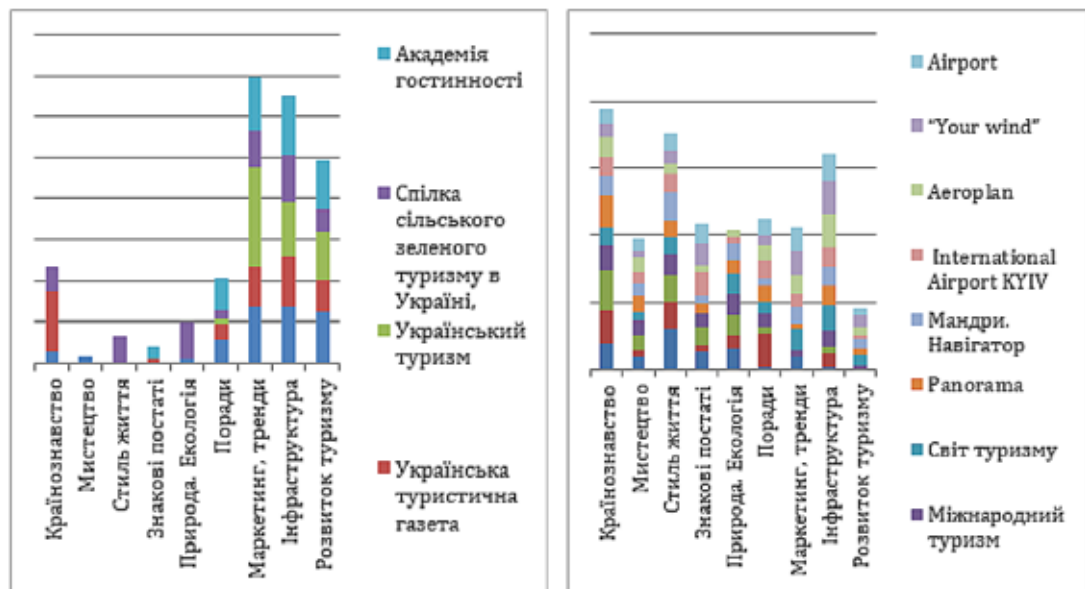 Академія
гостинності
Спілка
сільського
зеленого
туризму в
Україні,
Український
туризм
Українська
туристична
газета
Країнознавство
Мистецтво
Стиль життя
Знакові постаті
Природа. Екологія
Поради
Маркетинг, тренди
Інфраструктура
Розвиток туризму
Airport
“Your wind”
Aeroplan
International
Airport KYIV
Мандри.
Навігатор
Panorama
Світ туризму
Міжнародний
туризм
Країнознавство
Мистецтво
Стиль життя
Знакові постаті
Природа. Екологія
Поради
Маркетинг, тренди
Інфраструктура
Розвиток туризму